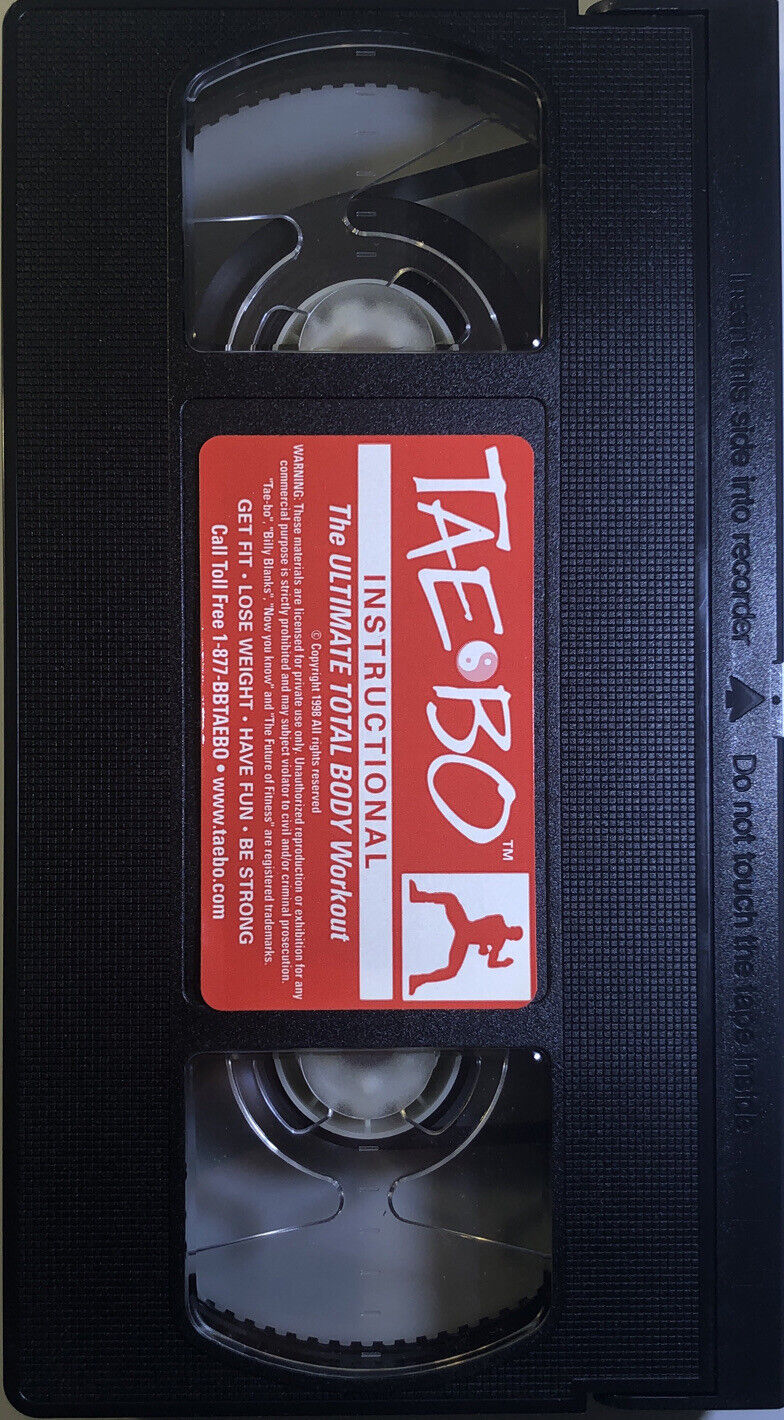 Insert this side into recorder
Do not touch the tape inside
TAE BO™
INSTRUCTIONAL
The ULTIMATE TOTAL BODY Workout
© Copyright 1998 All rights reserved
WARNING: These materials are licensed for private use only. Unauthorized reproduction or exhibition for any
commercial purpose is strictly prohibited and may subject violator to civil and/or criminal prosecution.
"Tae-bo", "Billy Blanks", "Now you know" and "The Future of Fitness" are registered trademarks.
GET FIT • LOSE WEIGHT • HAVE FUN • BE STRONG
Call Toll Free 1-877-BBTAEBO • www.taebo.com